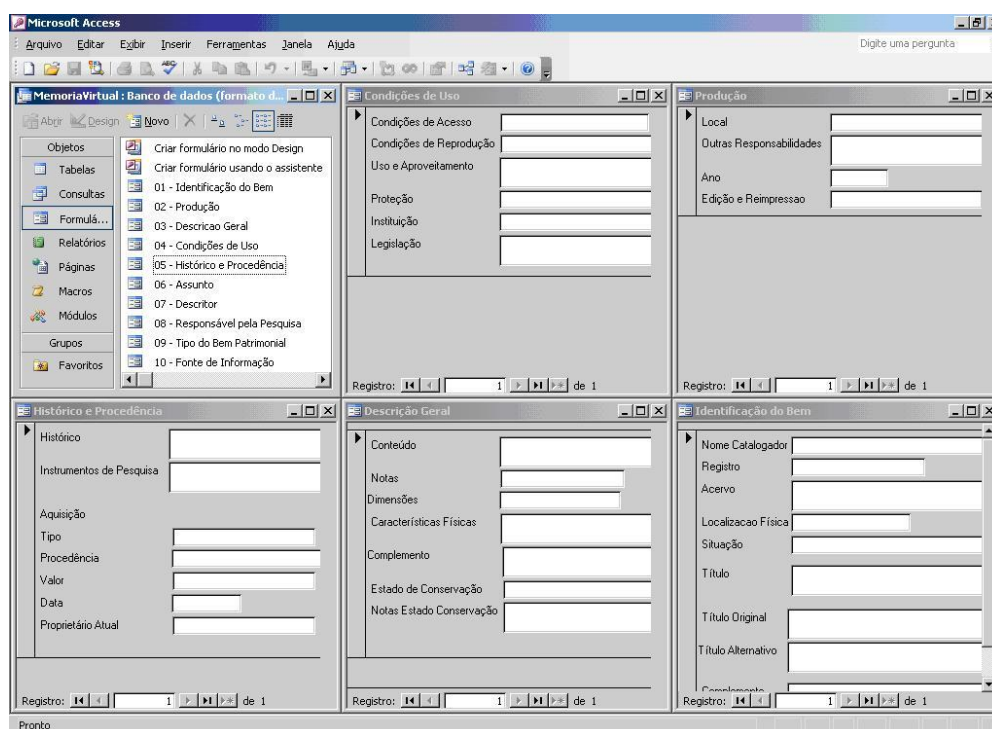 Microsoft Access
Arquivo Editar Exibir Inserir Ferramentas Janela Ajuda
Digite uma pergunta
MemoriaVirtual : Banco de dados (formato d...
Abrir Design Novo
Objetos
Tabelas
Consultas
Formulá...
Relatórios
Páginas
Macros
Módulos
Grupos
Favoritos
Criar formulário no modo Design
Criar formulário usando o assistente
01 - Identificação do Bem
02 - Produção
03 - Descricao Geral
04 - Condições de Uso
05 - Histórico e Procedência
06 - Assunto
07 - Descritor
08 - Responsável pela Pesquisa
09 - Tipo do Bem Patrimonial
10 - Fonte de Informação
Condições de Uso
Condições de Acesso
Condições de Reprodução
Uso e Aproveitamento
Proteção
Instituição
Legislação
Registro: 1 de 1
Produção
Local
Outras Responsabilidades
Ano
Edição e Reimpressao
Registro: 1 de 1
Histórico e Procedência
Histórico
Instrumentos de Pesquisa
Aquisição
Tipo
Procedência
Valor
Data
Proprietário Atual
Registro: 1 de 1
Descrição Geral
Conteúdo
Notas
Dimensões
Características Físicas
Complemento
Estado de Conservação
Notas Estado Conservação
Registro: 1 de 1
Identificação do Bem
Nome Catalogador
Registro
Acervo
Localizacao Física
Situação
Título
Título Original
Título Alternativo
Complemento
Registro: 1 de 1
Pronto